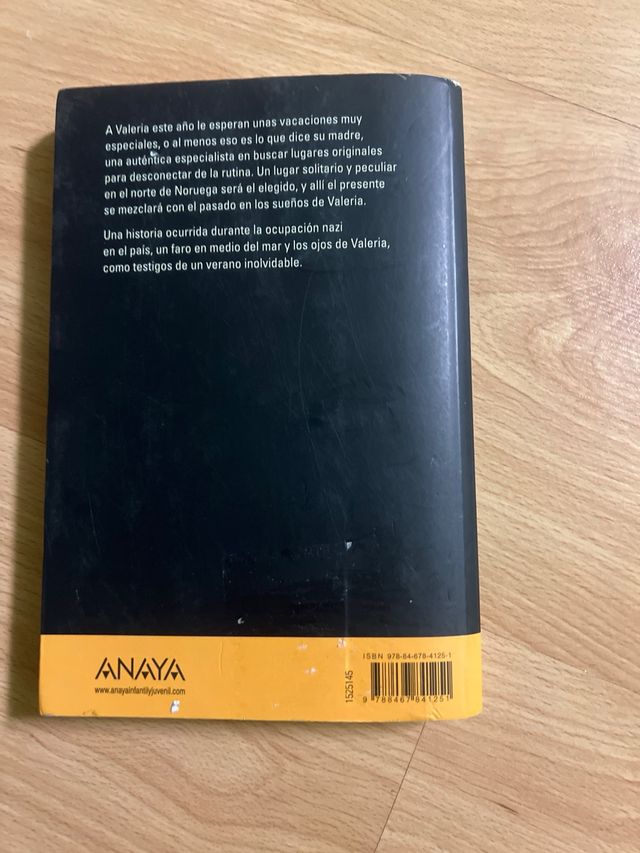 A Valeria este año le esperan unas vacaciones muy
especiales, o al menos eso es lo que dice su madre,
una auténtica especialista en buscar lugares originales
para desconectar de la rutina. Un lugar solitario y peculiar
en el norte de Noruega será el elegido, y allí el presente
se mezclará con el pasado en los sueños de Valeria.
Una historia ocurrida durante la ocupación nazi
en el país, un faro en medio del mar y los ojos de Valeria,
como testigos de un verano inolvidable.
ANAYA
www.anayainfantilyjuvenil.com
1525145
ISBN 978-84-678-4125-1
9 788467 841251